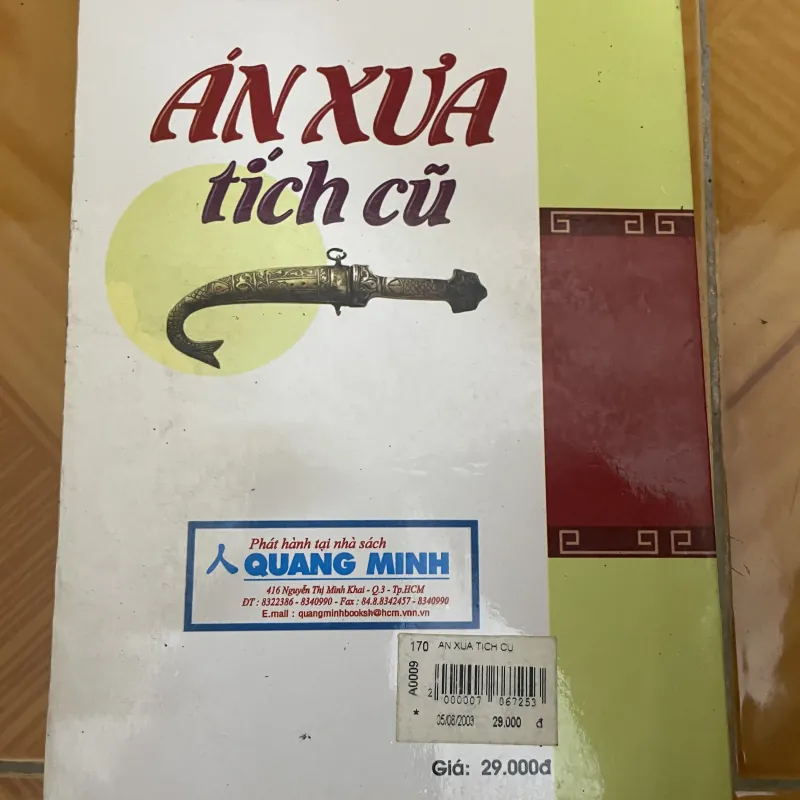 ÁN XƯA
tích cũ
Phát hành tại nhà sách
QUANG MINH
416 Nguyễn Thị Minh Khai - Q.3 - Tp.HCM
ĐT : 8322386 - 8340990 - Fax : 84.8.8342457 - 8340990
E.mail : quangminhbooksh@hcm.vnn.vn
170 AN XUA TICH CU
* A0009
2 000007 067253
05/08/2003 29.000 đ
Giá: 29.000đ